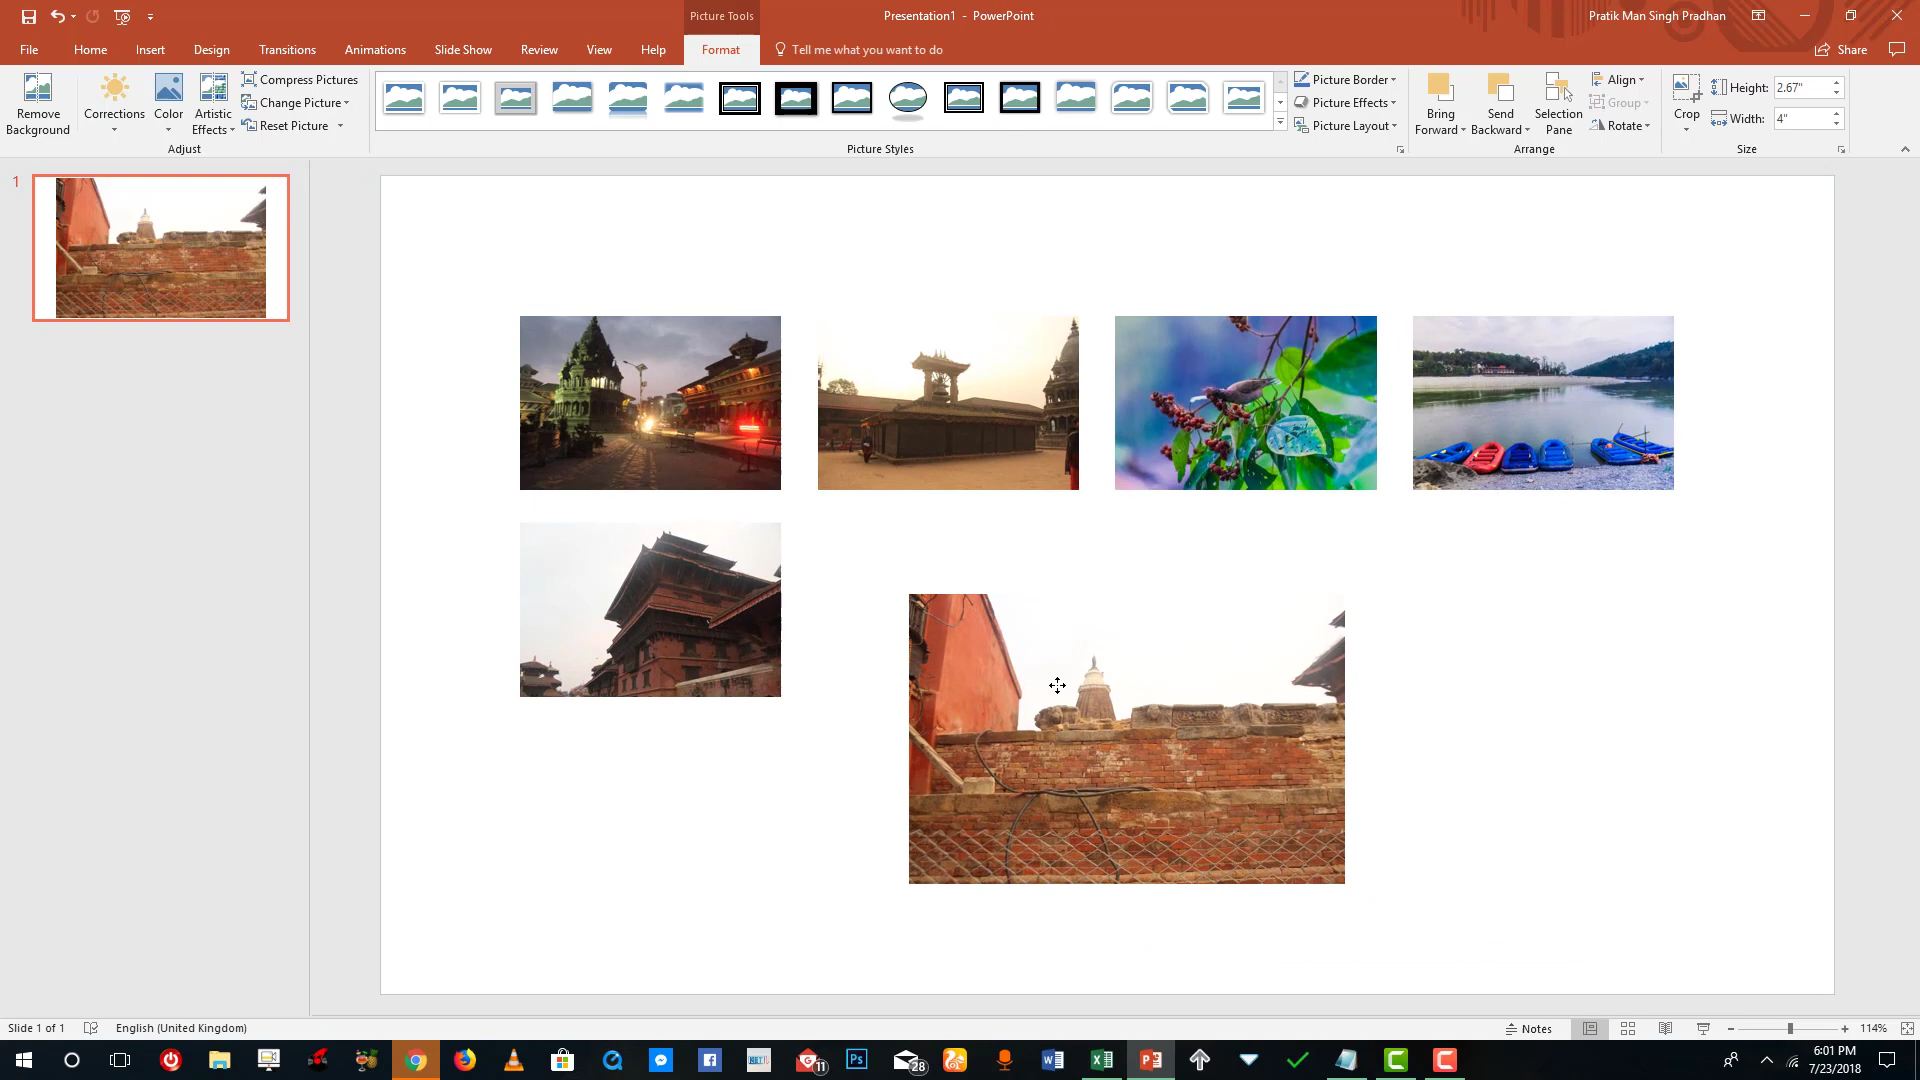 Picture Tools
Presentation1 - PowerPoint
Pratik Man Singh Pradhan
File
Home
Insert
Design
Transitions
Animations
Slide Show
Review
View
Help
Format
Tell me what you want to do
Share
Remove
Background
Corrections
Color
Artistic
Effects
Compress Pictures
Change Picture
Reset Picture
Adjust
Picture Styles
Picture Border
Picture Effects
Picture Layout
Bring
Forward
Send
Backward
Selection
Pane
Align
Group
Rotate
Arrange
Crop
Height:
2.67"
Width:
4"
Size
1
Slide 1 of 1
English (United Kingdom)
Notes
114%
11
Ps
28
6:01 PM
7/23/2018